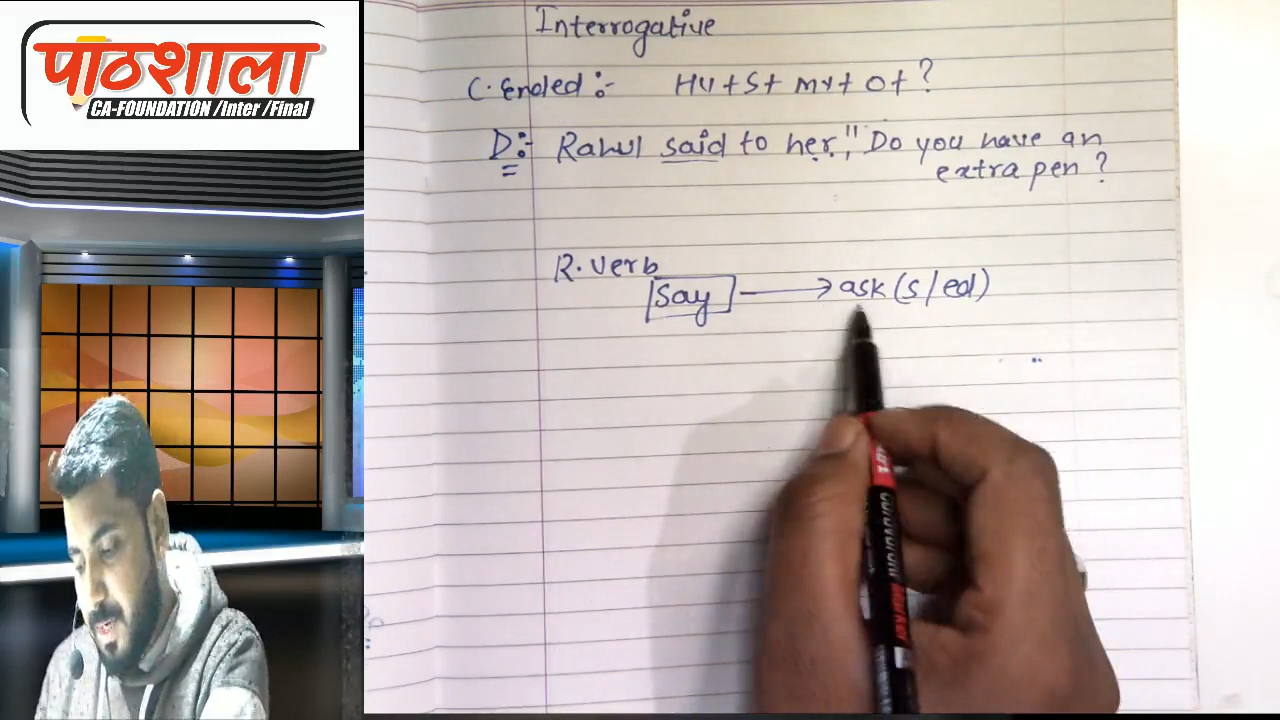 पाठशाला
CA-FOUNDATION /Inter /Final
Interrogative
C. Ended :- HV + S + MV + O + ?
D :- Rahul said to her, " Do you have an
extra pen ?
R. verb
Say → ask (s / ed)